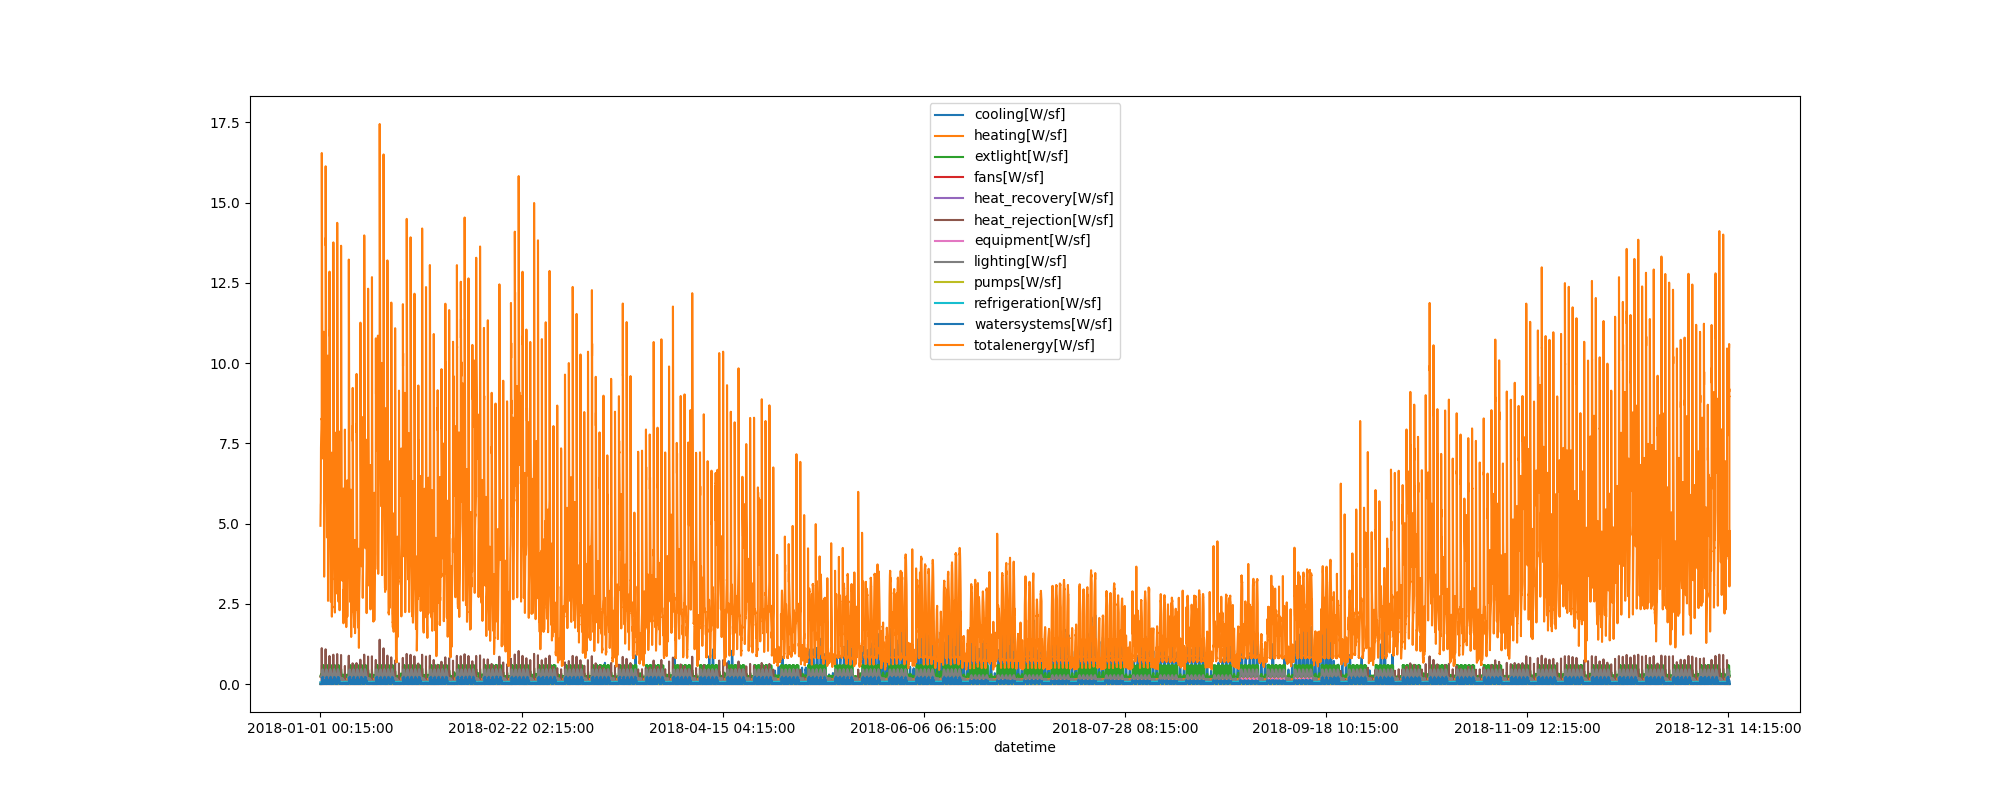 17.5
15.0
12.5
10.0
7.5
5.0
2.5
0.0
cooling[W/sf]
heating[W/sf]
extlight[W/sf]
fans[W/sf]
heat_recovery[W/sf]
heat_rejection[W/sf]
equipment[W/sf]
lighting[W/sf]
pumps[W/sf]
refrigeration[W/sf]
watersystems[W/sf]
totalenergy[W/sf]
2018-01-01 00:15:00 2018-02-22 02:15:00 2018-04-15 04:15:00 2018-06-06 06:15:00 2018-07-28 08:15:00 2018-09-18 10:15:00 2018-11-09 12:15:00 2018-12-31 14:15:00
datetime